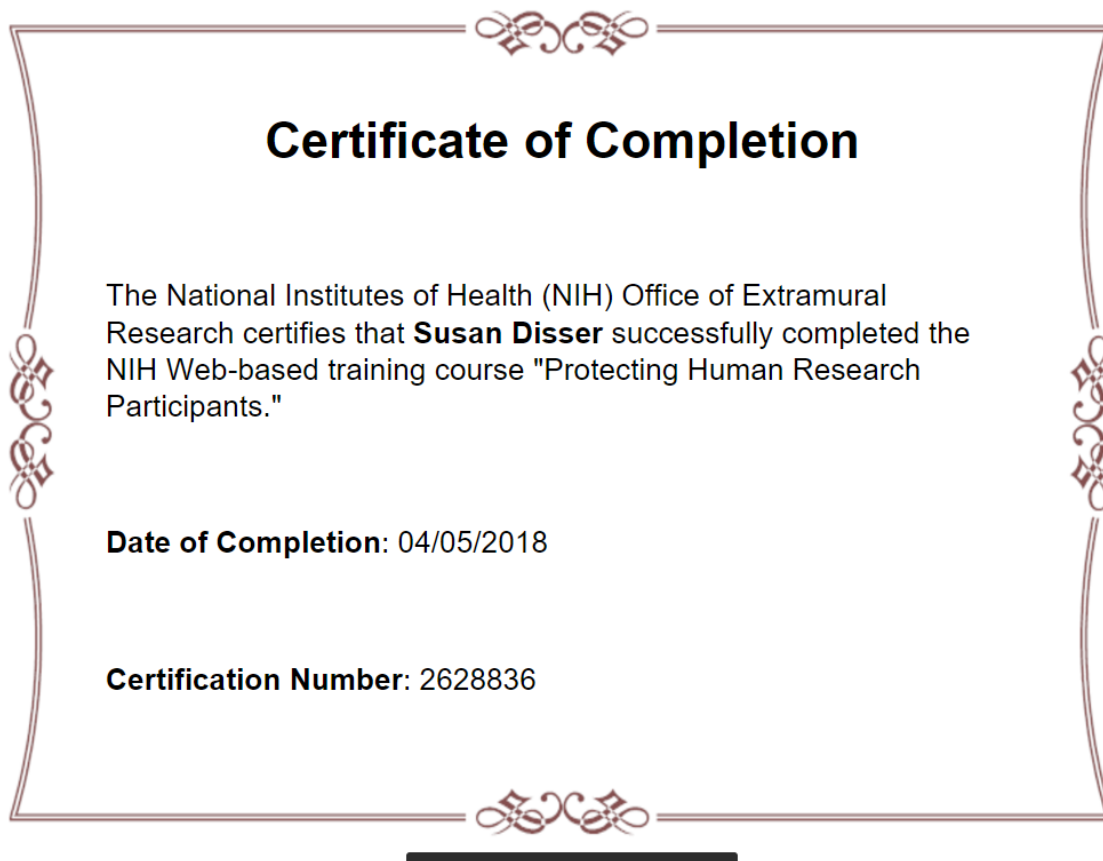 Certificate of Completion
The National Institutes of Health (NIH) Office of Extramural
Research certifies that Susan Disser successfully completed the
NIH Web-based training course "Protecting Human Research
Participants."
Date of Completion: 04/05/2018
Certification Number: 2628836